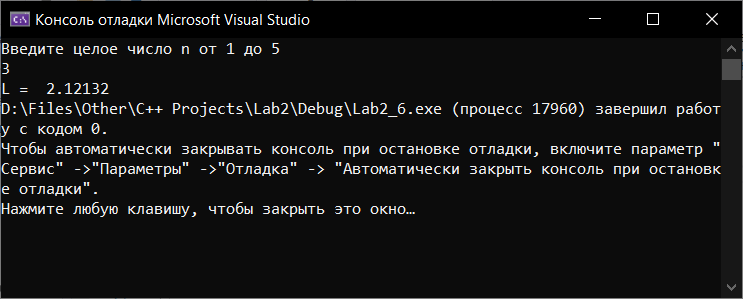 Консоль отладки Microsoft Visual Studio
Введите целое число n от 1 до 5
3
L =  2.12132
D:\Files\Other\C++ Projects\Lab2\Debug\Lab2_6.exe (процесс 17960) завершил работ
у с кодом 0.
Чтобы автоматически закрывать консоль при остановке отладки, включите параметр "
Сервис" ->"Параметры" ->"Отладка" -> "Автоматически закрыть консоль при остановк
е отладки".
Нажмите любую клавишу, чтобы закрыть это окно…